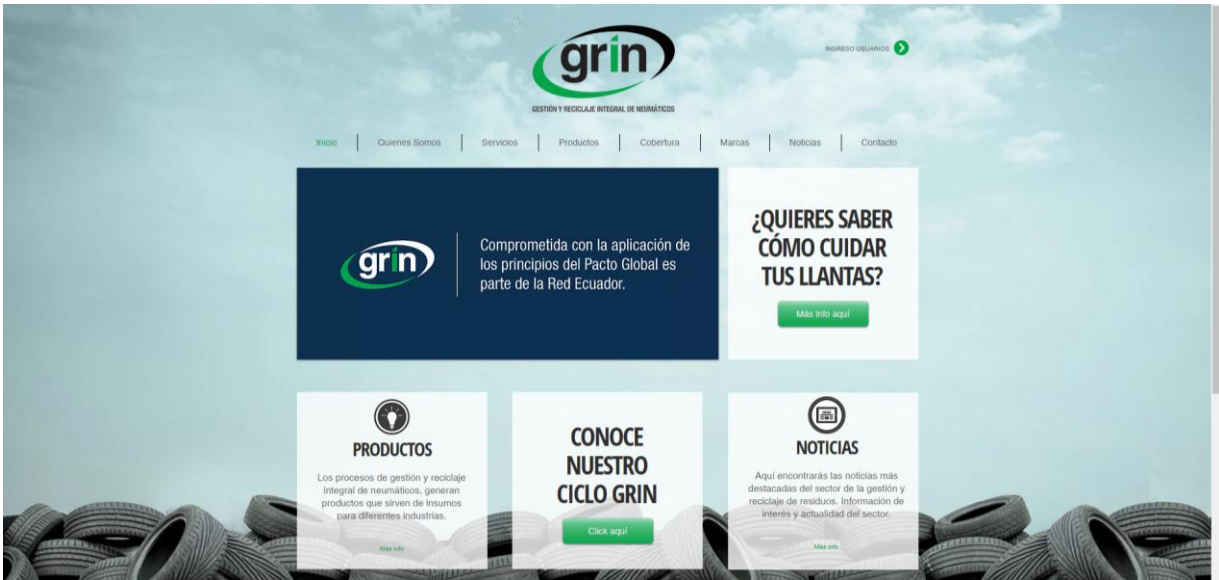 grin
INGRESO USUARIOS
GESTIÓN Y RECICLAJE INTEGRAL DE NEUMÁTICOS
Inicio
Quienes Somos
Servicios
Productos
Cobertura
Marcas
Noticias
Contacto
grin
Comprometida con la aplicación de
los principios del Pacto Global es
parte de la Red Ecuador.
¿QUIERES SABER
CÓMO CUIDAR
TUS LLANTAS?
Más info aquí
PRODUCTOS
Los procesos de gestión y reciclaje
integral de neumáticos, generan
productos que sirven de insumos
para diferentes industrias.
Mas info
CONOCE
NUESTRO
CICLO GRIN
Click aquí
NOTICIAS
Aquí encontrarás las noticias más
destacadas del sector de la gestión y
reciclaje de residuos. Información de
interés y actualidad del sector.
Mas info